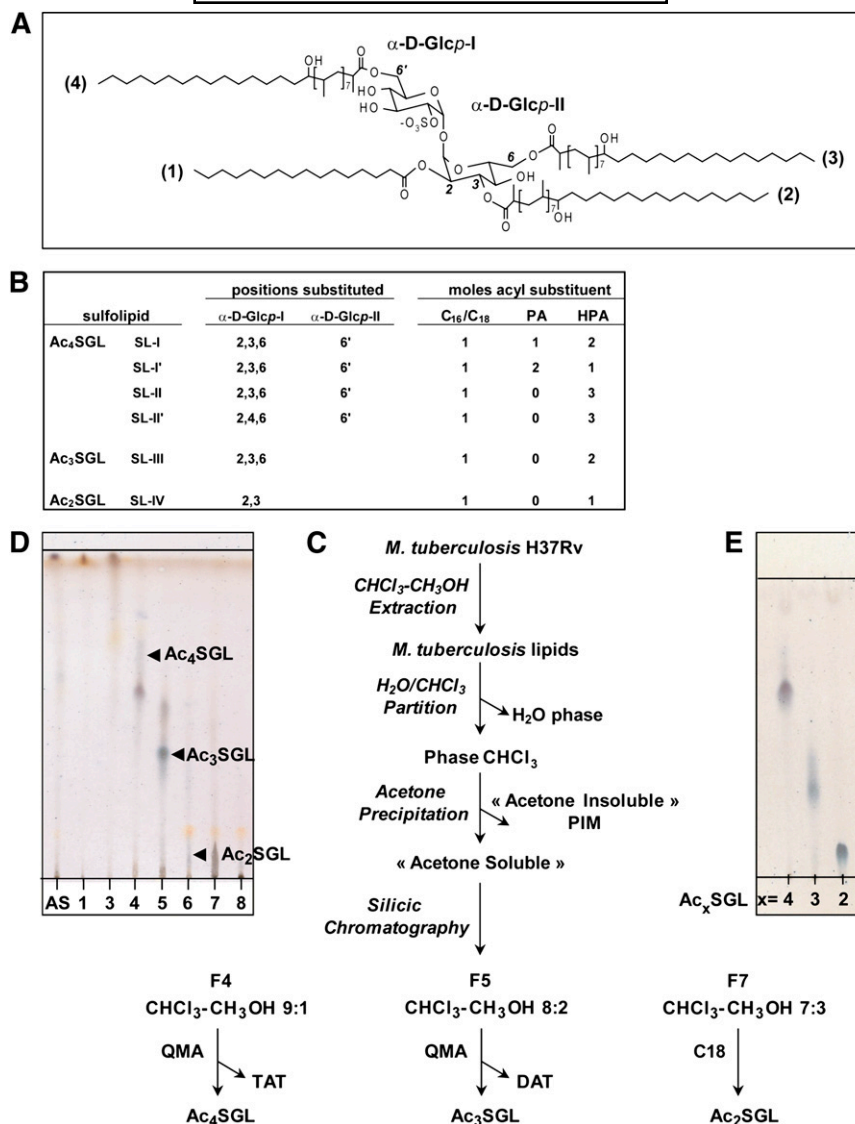 A
α-D-Glcp-I
α-D-Glcp-II
(4)
OH
7
O
O
6'
HO
HO
-O3SO
O
O
(1)
O
O
2
O
3
O
OH
6
O
O
7
OH
(3)
O
7
OH
(2)
B
positions substituted moles acyl substituent
sulfolipid α-D-Glcp-I α-D-Glcp-II C16/C18 PA HPA
Ac4SGL SL-I 2,3,6 6' 1 1 2
SL-I' 2,3,6 6' 1 2 1
SL-II 2,3,6 6' 1 0 3
SL-II' 2,4,6 6' 1 0 3
Ac3SGL SL-III 2,3,6 1 0 2
Ac2SGL SL-IV 2,3 1 0 1
D
Ac4SGL
Ac3SGL
Ac2SGL
AS 1 3 4 5 6 7 8
C
M. tuberculosis H37Rv
CHCl3-CH3OH
Extraction
M. tuberculosis lipids
H2O/CHCl3
Partition
H2O phase
Phase CHCl3
Acetone
Precipitation
« Acetone Insoluble »
PIM
« Acetone Soluble »
Silicic
Chromatography
E
AcxSGL x= 4 3 2
F4 F5 F7
CHCl3-CH3OH 9:1 CHCl3-CH3OH 8:2 CHCl3-CH3OH 7:3
QMA QMA C18
TAT DAT
Ac4SGL Ac3SGL Ac2SGL